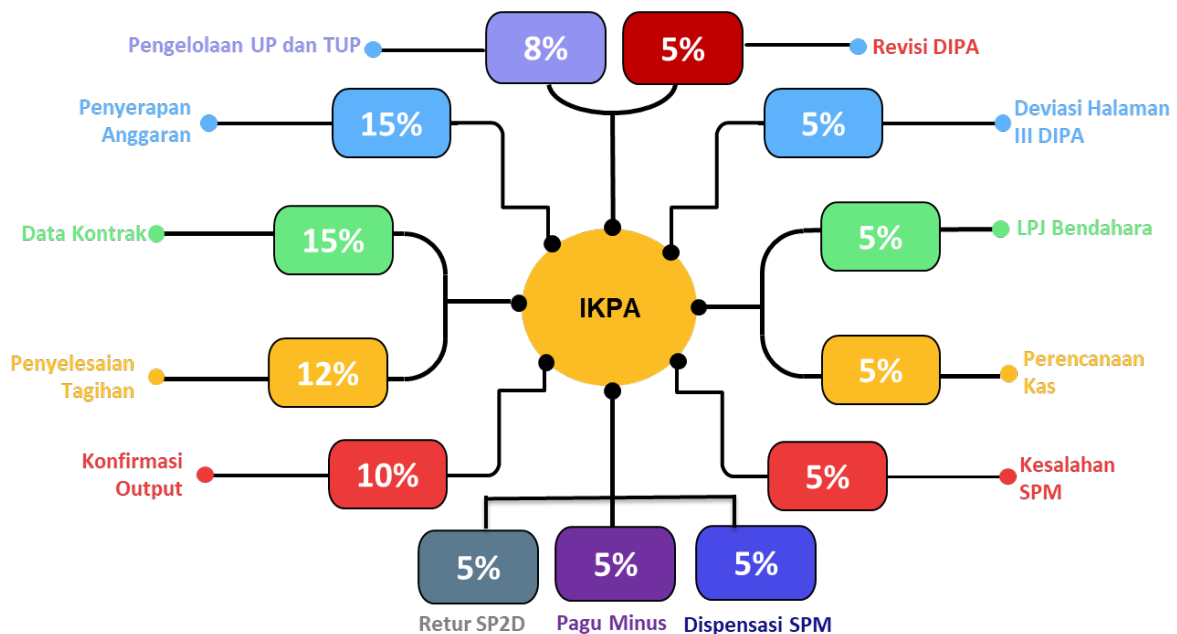 Pengelolaan UP dan TUP
8%
5%
Revisi DIPA
Penyerapan
Anggaran
15%
5%
Deviasi Halaman
III DIPA
Data Kontrak
15%
5%
LPJ Bendahara
IKPA
Penyelesaian
Tagihan
12%
5%
Perencanaan
Kas
Konfirmasi
Output
10%
5%
Kesalahan
SPM
5%
5%
5%
Retur SP2D
Pagu Minus
Dispensasi SPM